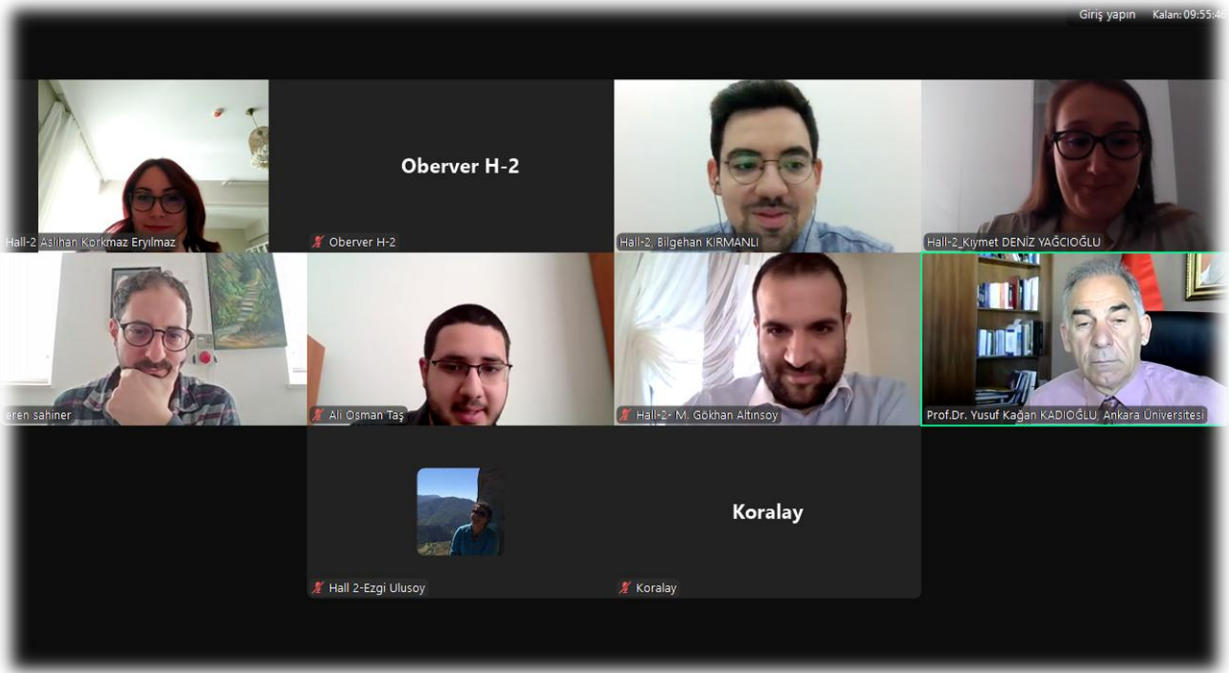 Giriş yapın Kalan: 09:55:46
Oberver H-2
Hall-2 Aslıhan Korkmaz Eryılmaz
Oberver H-2
Hall-2, Bilgehan KIRMANLI
Hall-2_Kıymet DENİZ YAĞCIOĞLU
eren sahiner
Ali Osman Taş
Hall-2- M. Gökhan Altınsoy
Prof.Dr. Yusuf Kağan KADIOĞLU, Ankara Üniversitesi
Koralay
Hall 2-Ezgi Ulusoy
Koralay